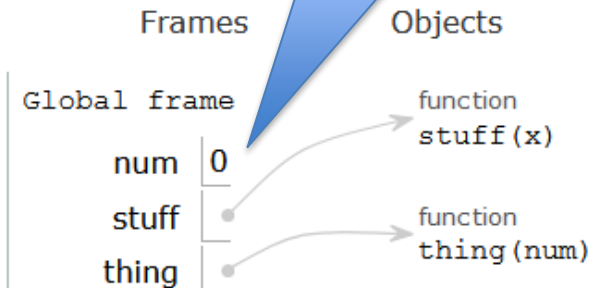 Frames Objects
Global frame
num 0
stuff
thing
function
stuff(x)
function
thing(num)